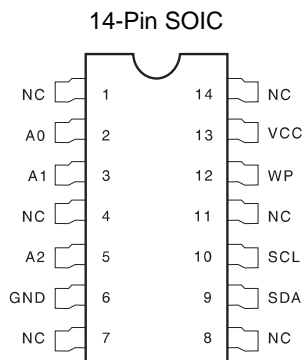 14-Pin SOIC
NC 1 14 NC
A0 2 13 VCC
A1 3 12 WP
NC 4 11 NC
A2 5 10 SCL
GND 6 9 SDA
NC 7 8 NC